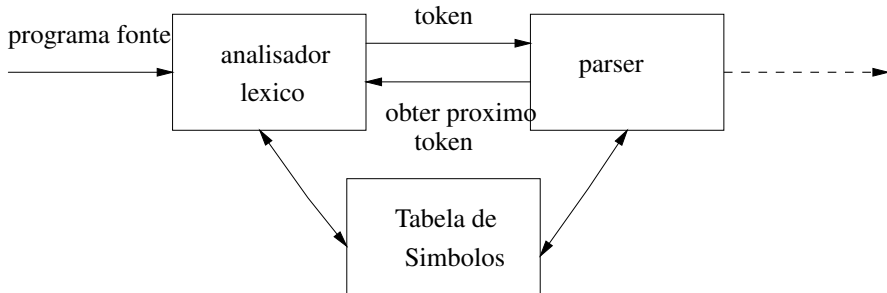 programa fonte
analisador
lexico
token
obter proximo
token
parser
Tabela de
Simbolos